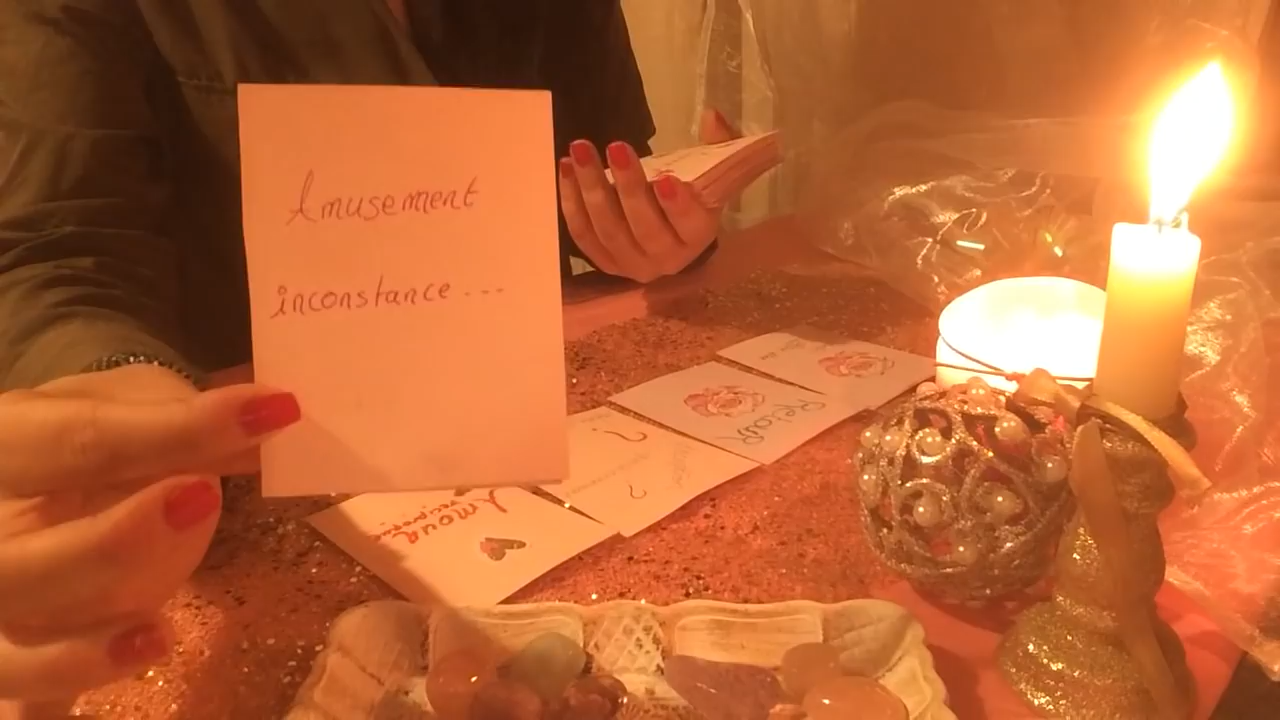 Amusement
inconstance...
Amour
réciproque
?
?
Retour